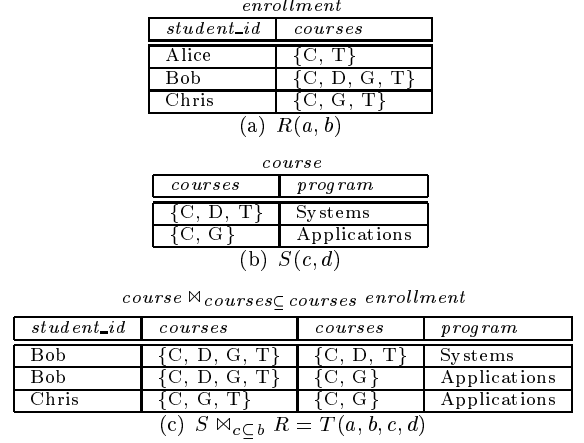 enrollment
student_id courses
Alice {C, T}
Bob {C, D, G, T}
Chris {C, G, T}
(a) R(a, b)
course
courses program
{C, D, T} Systems
{C, G} Applications
(b) S(c, d)
course ⋈courses⊆courses enrollment
student_id courses courses program
Bob {C, D, G, T} {C, D, T} Systems
Bob {C, D, G, T} {C, G} Applications
Chris {C, G, T} {C, G} Applications
(c) S ⋈c⊆b R = T(a, b, c, d)